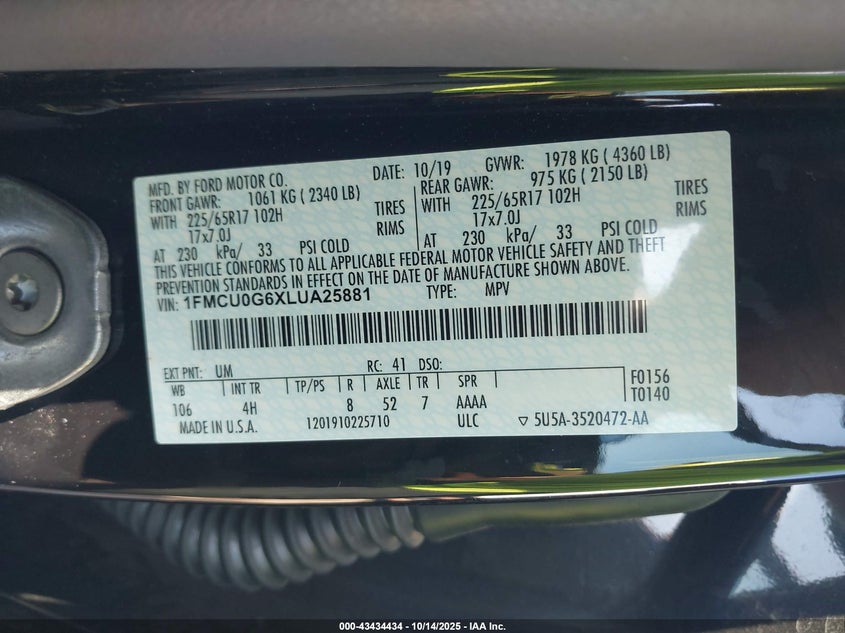 MFD. BY FORD MOTOR CO. DATE: 10/19 GVWR: 1978 KG ( 4360 LB)
FRONT GAWR: 1061 KG ( 2340 LB) REAR GAWR: 975 KG ( 2150 LB)
WITH 225/65R17 102H TIRES WITH 225/65R17 102H TIRES
17x7.0J RIMS 17x7.0J RIMS
AT 230 kPa/ 33 PSI COLD AT 230 kPa/ 33 PSI COLD
THIS VEHICLE CONFORMS TO ALL APPLICABLE FEDERAL MOTOR VEHICLE SAFETY AND THEFT
PREVENTION STANDARDS IN EFFECT ON THE DATE OF MANUFACTURE SHOWN ABOVE.
VIN: 1FMCU0G6XLUA25881 TYPE: MPV
EXT PNT: UM RC: 41 DSO:
WB INT TR TP/PS R AXLE TR SPR F0156
106 4H 8 52 7 AAAA T0140
MADE IN U.S.A. 1201910225710 ULC ▽ 5U5A-3520472-AA
000-43434434 - 10/14/2025 - IAA Inc.